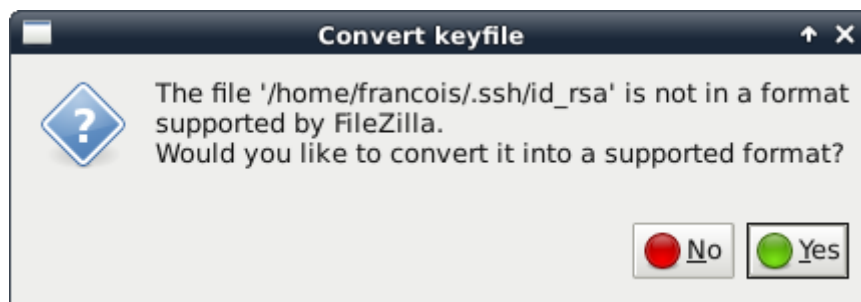 Convert keyfile
The file '/home/francois/.ssh/id_rsa' is not in a format
supported by FileZilla.
Would you like to convert it into a supported format?
No
Yes